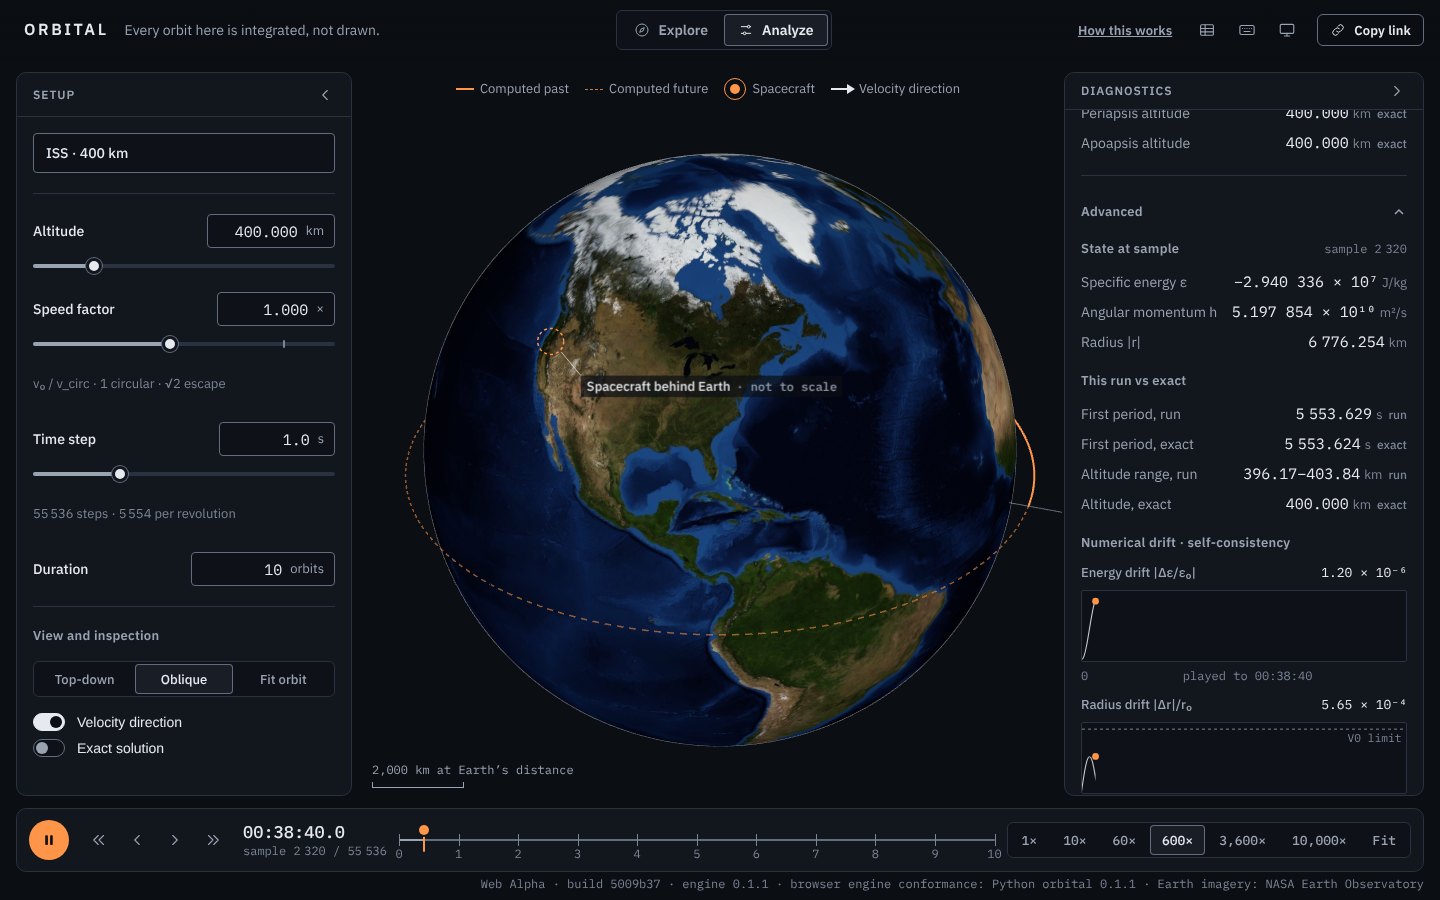 ORBITAL
Every orbit here is integrated, not drawn.
Explore
Analyze
How this works
Copy link
SETUP
ISS · 400 km
Altitude
400.000 km
Speed factor
1.000 ×
v₀ / v_circ · 1 circular · √2 escape
Time step
1.0 s
55 536 steps · 5 554 per revolution
Duration
10 orbits
View and inspection
Top-down
Oblique
Fit orbit
Velocity direction
Exact solution
Computed past
Computed future
Spacecraft
Velocity direction
Spacecraft behind Earth · not to scale
2,000 km at Earth’s distance
DIAGNOSTICS
Periapsis altitude 400.000 km exact
Apoapsis altitude 400.000 km exact
Advanced
State at sample sample 2 320
Specific energy ε −2.940 336 × 10⁷ J/kg
Angular momentum h 5.197 854 × 10¹⁰ m²/s
Radius |r| 6 776.254 km
This run vs exact
First period, run 5 553.629 s run
First period, exact 5 553.624 s exact
Altitude range, run 396.17–403.84 km run
Altitude, exact 400.000 km exact
Numerical drift · self-consistency
Energy drift |Δε/ε₀| 1.20 × 10⁻⁶
0 played to 00:38:40
Radius drift |Δr|/r₀ 5.65 × 10⁻⁴
V0 limit
00:38:40.0
sample 2 320 / 55 536
0 1 2 3 4 5 6 7 8 9 10
1× 10× 60× 600× 3,600× 10,000× Fit
Web Alpha · build 5009b37 · engine 0.1.1 · browser engine conformance: Python orbital 0.1.1 · Earth imagery: NASA Earth Observatory